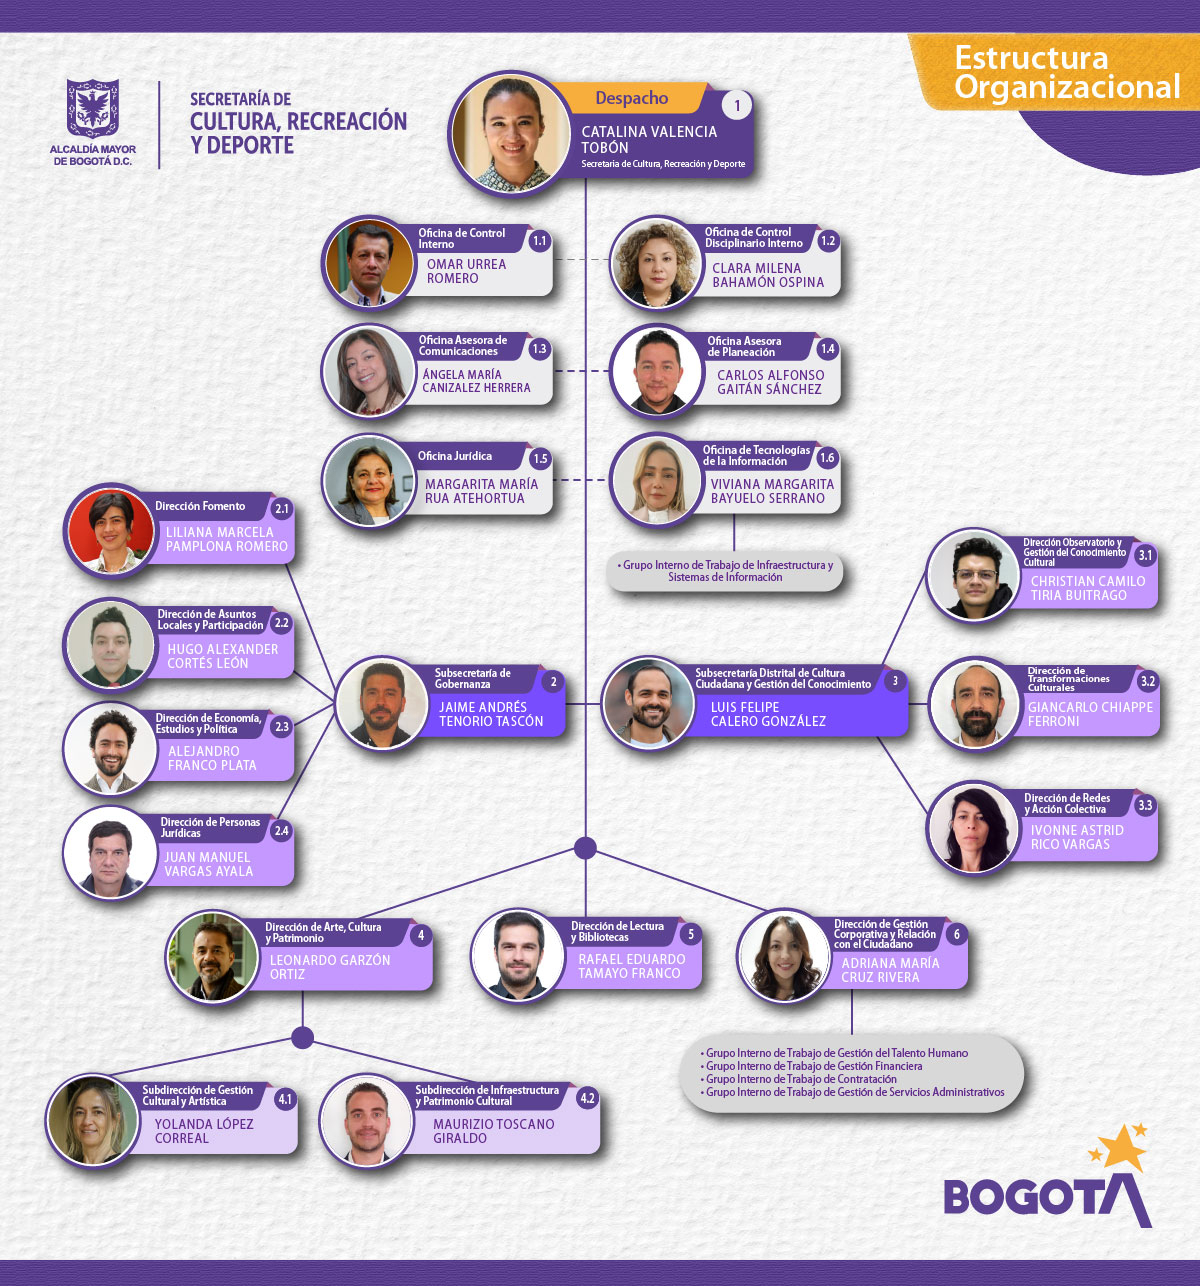 Estructura
Organizacional
ALCALDÍA MAYOR
DE BOGOTÁ D.C.
SECRETARÍA DE
CULTURA, RECREACIÓN
Y DEPORTE
Despacho
1
CATALINA VALENCIA
TOBÓN
Secretaria de Cultura, Recreación y Deporte
Oficina de Control
Interno
1.1
OMAR URREA
ROMERO
Oficina de Control
Disciplinario Interno
1.2
CLARA MILENA
BAHAMÓN OSPINA
Oficina Asesora de
Comunicaciones
1.3
ÁNGELA MARÍA
CANIZALEZ HERRERA
Oficina Asesora
de Planeación
1.4
CARLOS ALFONSO
GAITÁN SÁNCHEZ
Oficina Jurídica
1.5
MARGARITA MARÍA
RUA ATEHORTUA
Oficina de Tecnologías
de la Información
1.6
VIVIANA MARGARITA
BAYUELO SERRANO
• Grupo Interno de Trabajo de Infraestructura y
Sistemas de Información
Dirección Fomento
2.1
LILIANA MARCELA
PAMPLONA ROMERO
Dirección de Asuntos
Locales y Participación
2.2
HUGO ALEXANDER
CORTÉS LEÓN
Dirección de Economía,
Estudios y Política
2.3
ALEJANDRO
FRANCO PLATA
Dirección de Personas
Jurídicas
2.4
JUAN MANUEL
VARGAS AYALA
Subsecretaría de
Gobernanza
2
JAIME ANDRÉS
TENORIO TASCÓN
Subsecretaría Distrital de Cultura
Ciudadana y Gestión del Conocimiento
3
LUIS FELIPE
CALERO GONZÁLEZ
Dirección Observatorio y
Gestión del Conocimiento
Cultural
3.1
CHRISTIAN CAMILO
TIRIA BUITRAGO
Dirección de
Transformaciones
Culturales
3.2
GIANCARLO CHIAPPE
FERRONI
Dirección de Redes
y Acción Colectiva
3.3
IVONNE ASTRID
RICO VARGAS
Dirección de Arte, Cultura
y Patrimonio
4
LEONARDO GARZÓN
ORTIZ
Dirección de Lectura
y Bibliotecas
5
RAFAEL EDUARDO
TAMAYO FRANCO
Dirección de Gestión
Corporativa y Relación
con el Ciudadano
6
ADRIANA MARÍA
CRUZ RIVERA
• Grupo Interno de Trabajo de Gestión del Talento Humano
• Grupo Interno de Trabajo de Gestión Financiera
• Grupo Interno de Trabajo de Contratación
• Grupo Interno de Trabajo de Gestión de Servicios Administrativos
Subdirección de Gestión
Cultural y Artística
4.1
YOLANDA LÓPEZ
CORREAL
Subdirección de Infraestructura
y Patrimonio Cultural
4.2
MAURIZIO TOSCANO
GIRALDO
BOGOTÁ